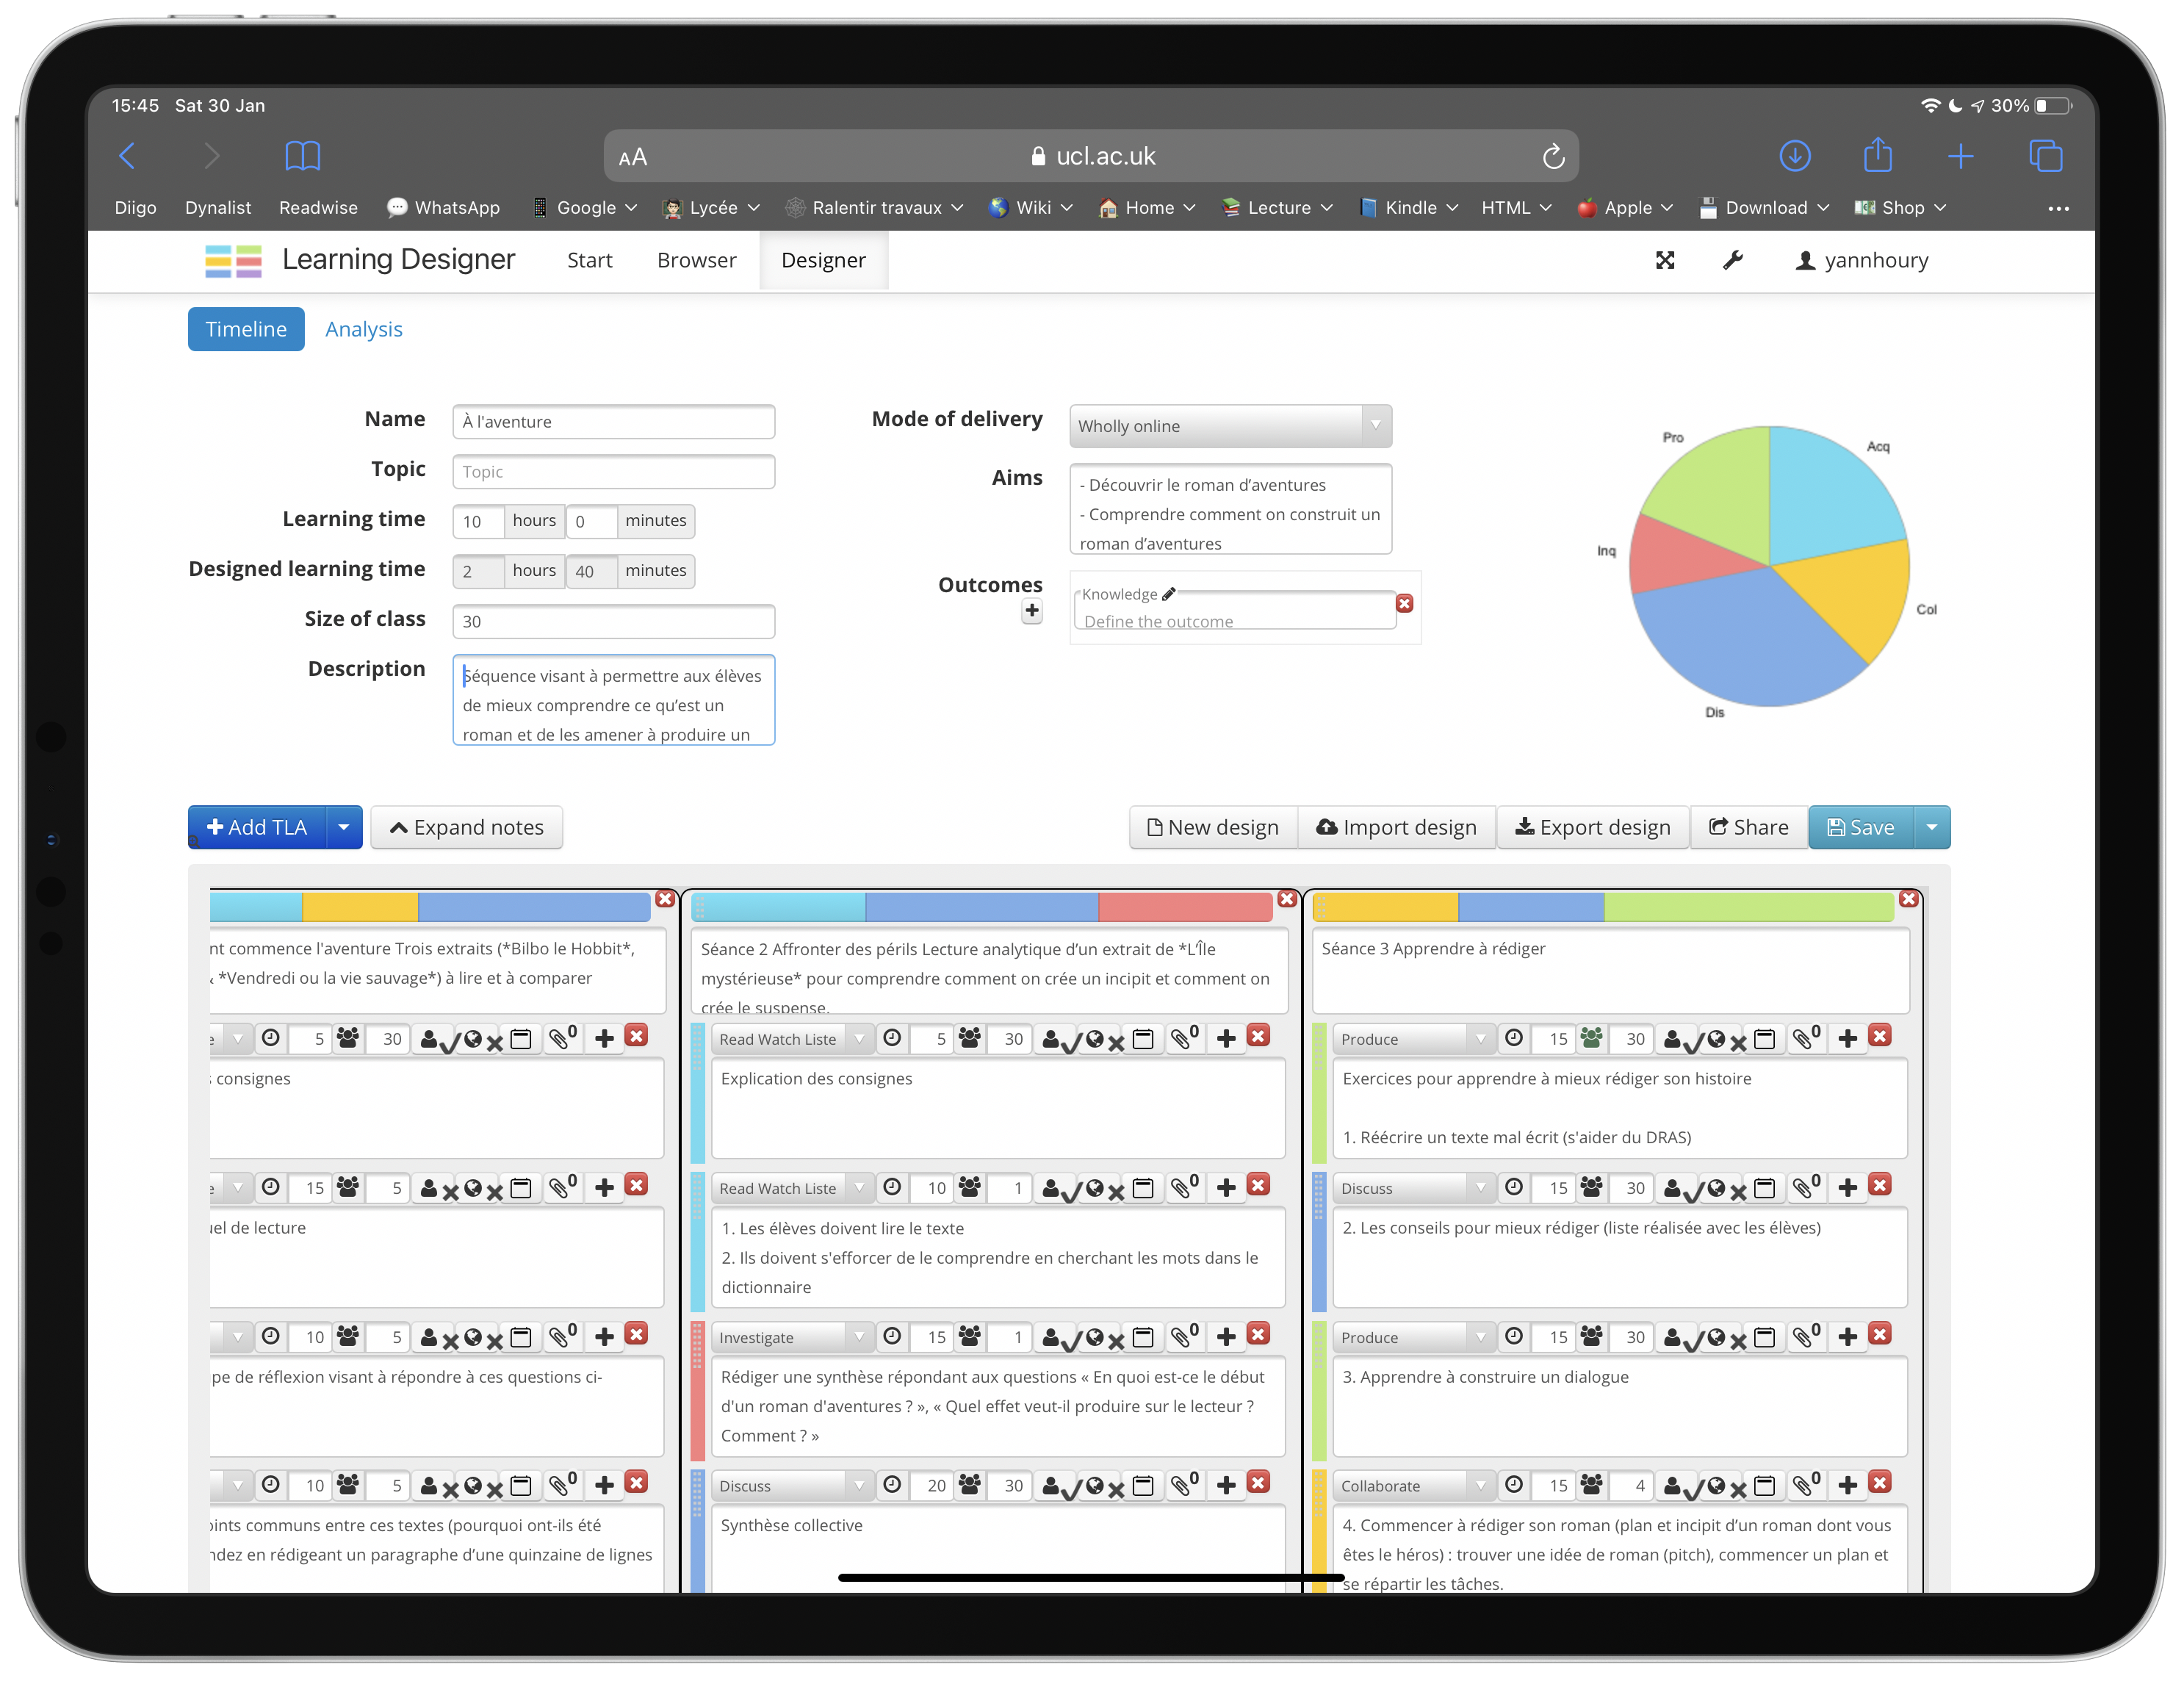 15:45 Sat 30 Jan
30%
AA ucl.ac.uk
Diigo Dynalist Readwise WhatsApp Google Lycée Ralentir travaux Wiki Home Lecture Kindle HTML Apple Download Shop
Learning Designer Start Browser Designer yannhoury
Timeline Analysis
Name À l'aventure
Topic Topic
Learning time 10 hours 0 minutes
Designed learning time 2 hours 40 minutes
Size of class 30
Description Séquence visant à permettre aux élèves
de mieux comprendre ce qu’est un
roman et de les amener à produire un
Mode of delivery Wholly online
Aims - Découvrir le roman d’aventures
- Comprendre comment on construit un
roman d’aventures
Outcomes Knowledge
Define the outcome
Pro Acq
Inq Col
Dis
Add TLA Expand notes New design Import design Export design Share Save
nt commence l'aventure Trois extraits (*Bilbo le Hobbit*,
*Vendredi ou la vie sauvage*) à lire et à comparer
5 30 0
consignes
15 5 0
uel de lecture
10 5 0
pe de réflexion visant à répondre à ces questions ci-
10 5 0
oints communs entre ces textes (pourquoi ont-ils été
ndez en rédigeant un paragraphe d’une quinzaine de lignes
Séance 2 Affronter des périls Lecture analytique d’un extrait de *L’Île
mystérieuse* pour comprendre comment on crée un incipit et comment on
crée le suspense.
Read Watch Liste 5 30 0
Explication des consignes
Read Watch Liste 10 1 0
1. Les élèves doivent lire le texte
2. Ils doivent s'efforcer de le comprendre en cherchant les mots dans le
dictionnaire
Investigate 15 1 0
Rédiger une synthèse répondant aux questions « En quoi est-ce le début
d'un roman d'aventures ? », « Quel effet veut-il produire sur le lecteur ?
Comment ? »
Discuss 20 30 0
Synthèse collective
Séance 3 Apprendre à rédiger
Produce 15 30 0
Exercices pour apprendre à mieux rédiger son histoire
1. Réécrire un texte mal écrit (s'aider du DRAS)
Discuss 15 30 0
2. Les conseils pour mieux rédiger (liste réalisée avec les élèves)
Produce 15 30 0
3. Apprendre à construire un dialogue
Collaborate 15 4 0
4. Commencer à rédiger son roman (plan et incipit d’un roman dont vous
êtes le héros) : trouver une idée de roman (pitch), commencer un plan et
se répartir les tâches.